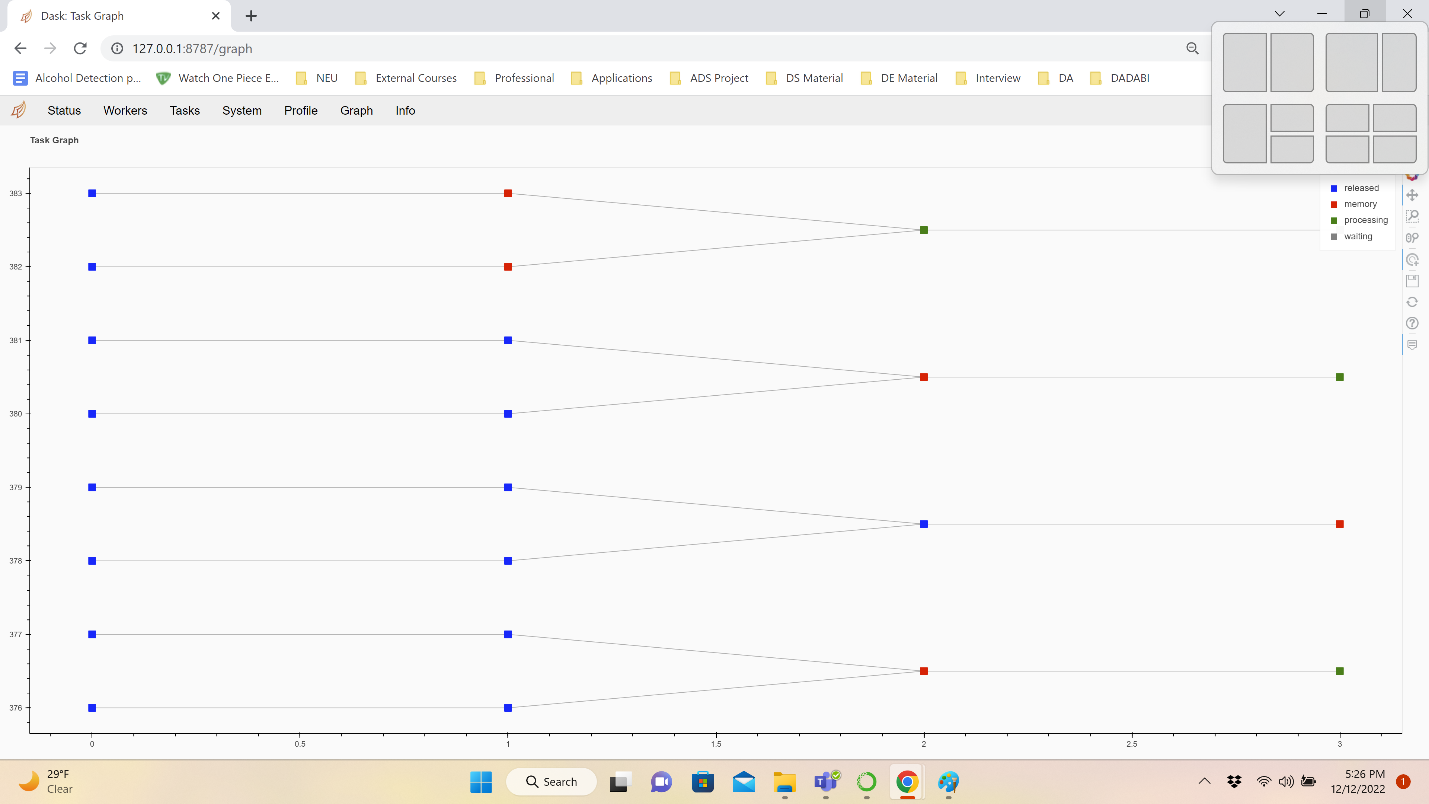 Dask: Task Graph
127.0.0.1:8787/graph
Alcohol Detection p... Watch One Piece E... NEU External Courses Professional Applications ADS Project DS Material DE Material Interview DA DADABI
Status Workers Tasks System Profile Graph Info
Task Graph
383
released
memory
processing
waiting
382
381
380
379
378
377
376
0 0.5 1 1.5 2 2.5 3
29°F
Clear
Search
5:26 PM
12/12/2022
1